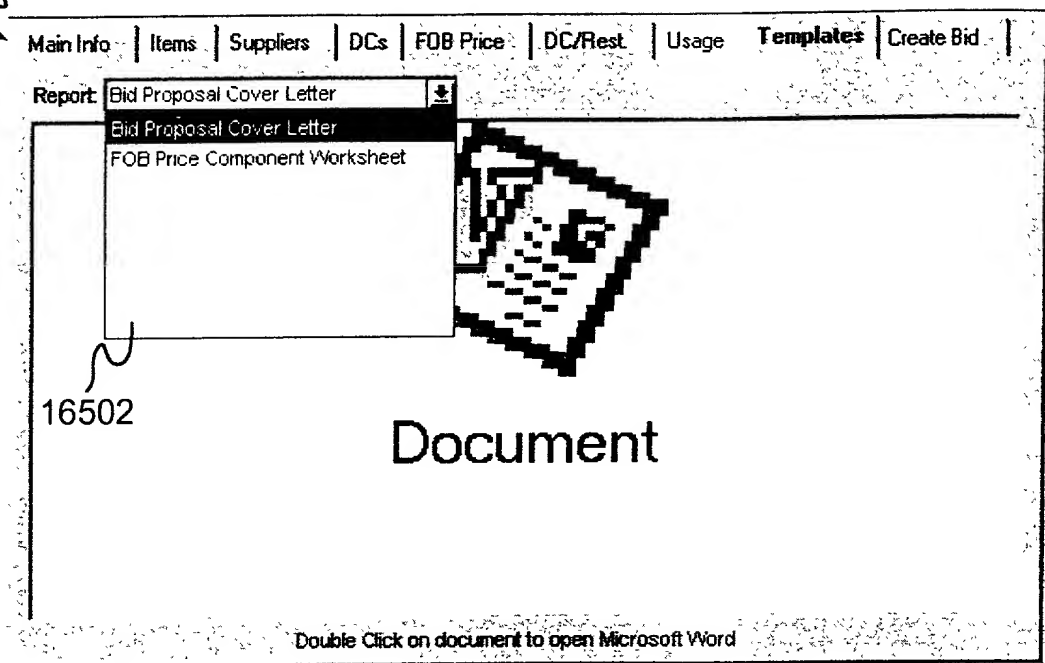 Main Info Items Suppliers DCs FOB Price DC/Rest. Usage Templates Create Bid
Report: Bid Proposal Cover Letter
Bid Proposal Cover Letter
FOB Price Component Worksheet
16502
Document
Double Click on document to open Microsoft Word